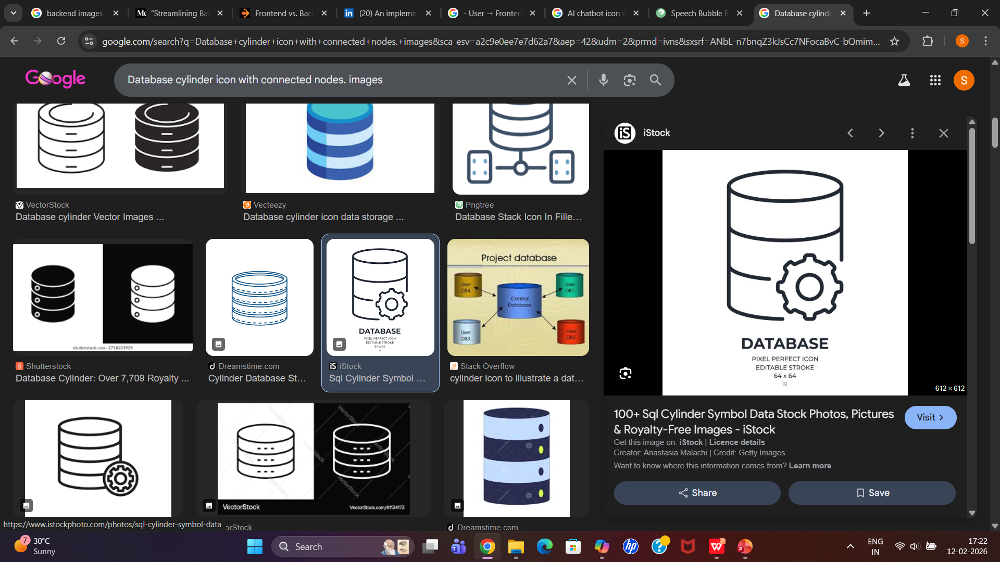 backend images
"Streamlining Ba
Frontend vs. Bac
(20) An impleme
- User → Fronten
AI chatbot icon w
Speech Bubble B
Database cylinde
google.com/search?q=Database+cylinder+icon+with+connected+nodes.+images&sca_esv=a2c9e0ee7e7d62a7&aep=42&udm=2&prmd=ivns&sxsrf=ANbL-n7bnqZ3kJsCc7NFocaBvC-bQmim...
S
Google
Database cylinder icon with connected nodes. images
S
VectorStock
Database cylinder Vector Images ...
Vecteezy
Database cylinder icon data storage ...
Pngtree
Database Stack Icon In Fille...
shutterstock.com · 2718223929
Shutterstock
Database Cylinder: Over 7,709 Royalty ...
Dreamstime.com
Cylinder Database St...
DATABASE
PIXEL PERFECT ICON
EDITABLE STROKE
64 x 64
iStock
Sql Cylinder Symbol ...
Project database
User DB4
User DB1
Central Database
User DB3
User DB2
Stack Overflow
cylinder icon to illustrate a dat...
VectorStock
VectorStock.com/61134173
Dreamstime.com
iS
iStock
DATABASE
PIXEL PERFECT ICON
EDITABLE STROKE
64 x 64
612 × 612
100+ Sql Cylinder Symbol Data Stock Photos, Pictures
& Royalty-Free Images - iStock
Visit
Get this image on: iStock | Licence details
Creator: Anastasia Malachi | Credit: Getty Images
Want to know where this information comes from? Learn more
Share
Save
https://www.istockphoto.com/photos/sql-cylinder-symbol-data
orStock
7
30°C
Sunny
Search
ENG
IN
17:22
12-02-2026